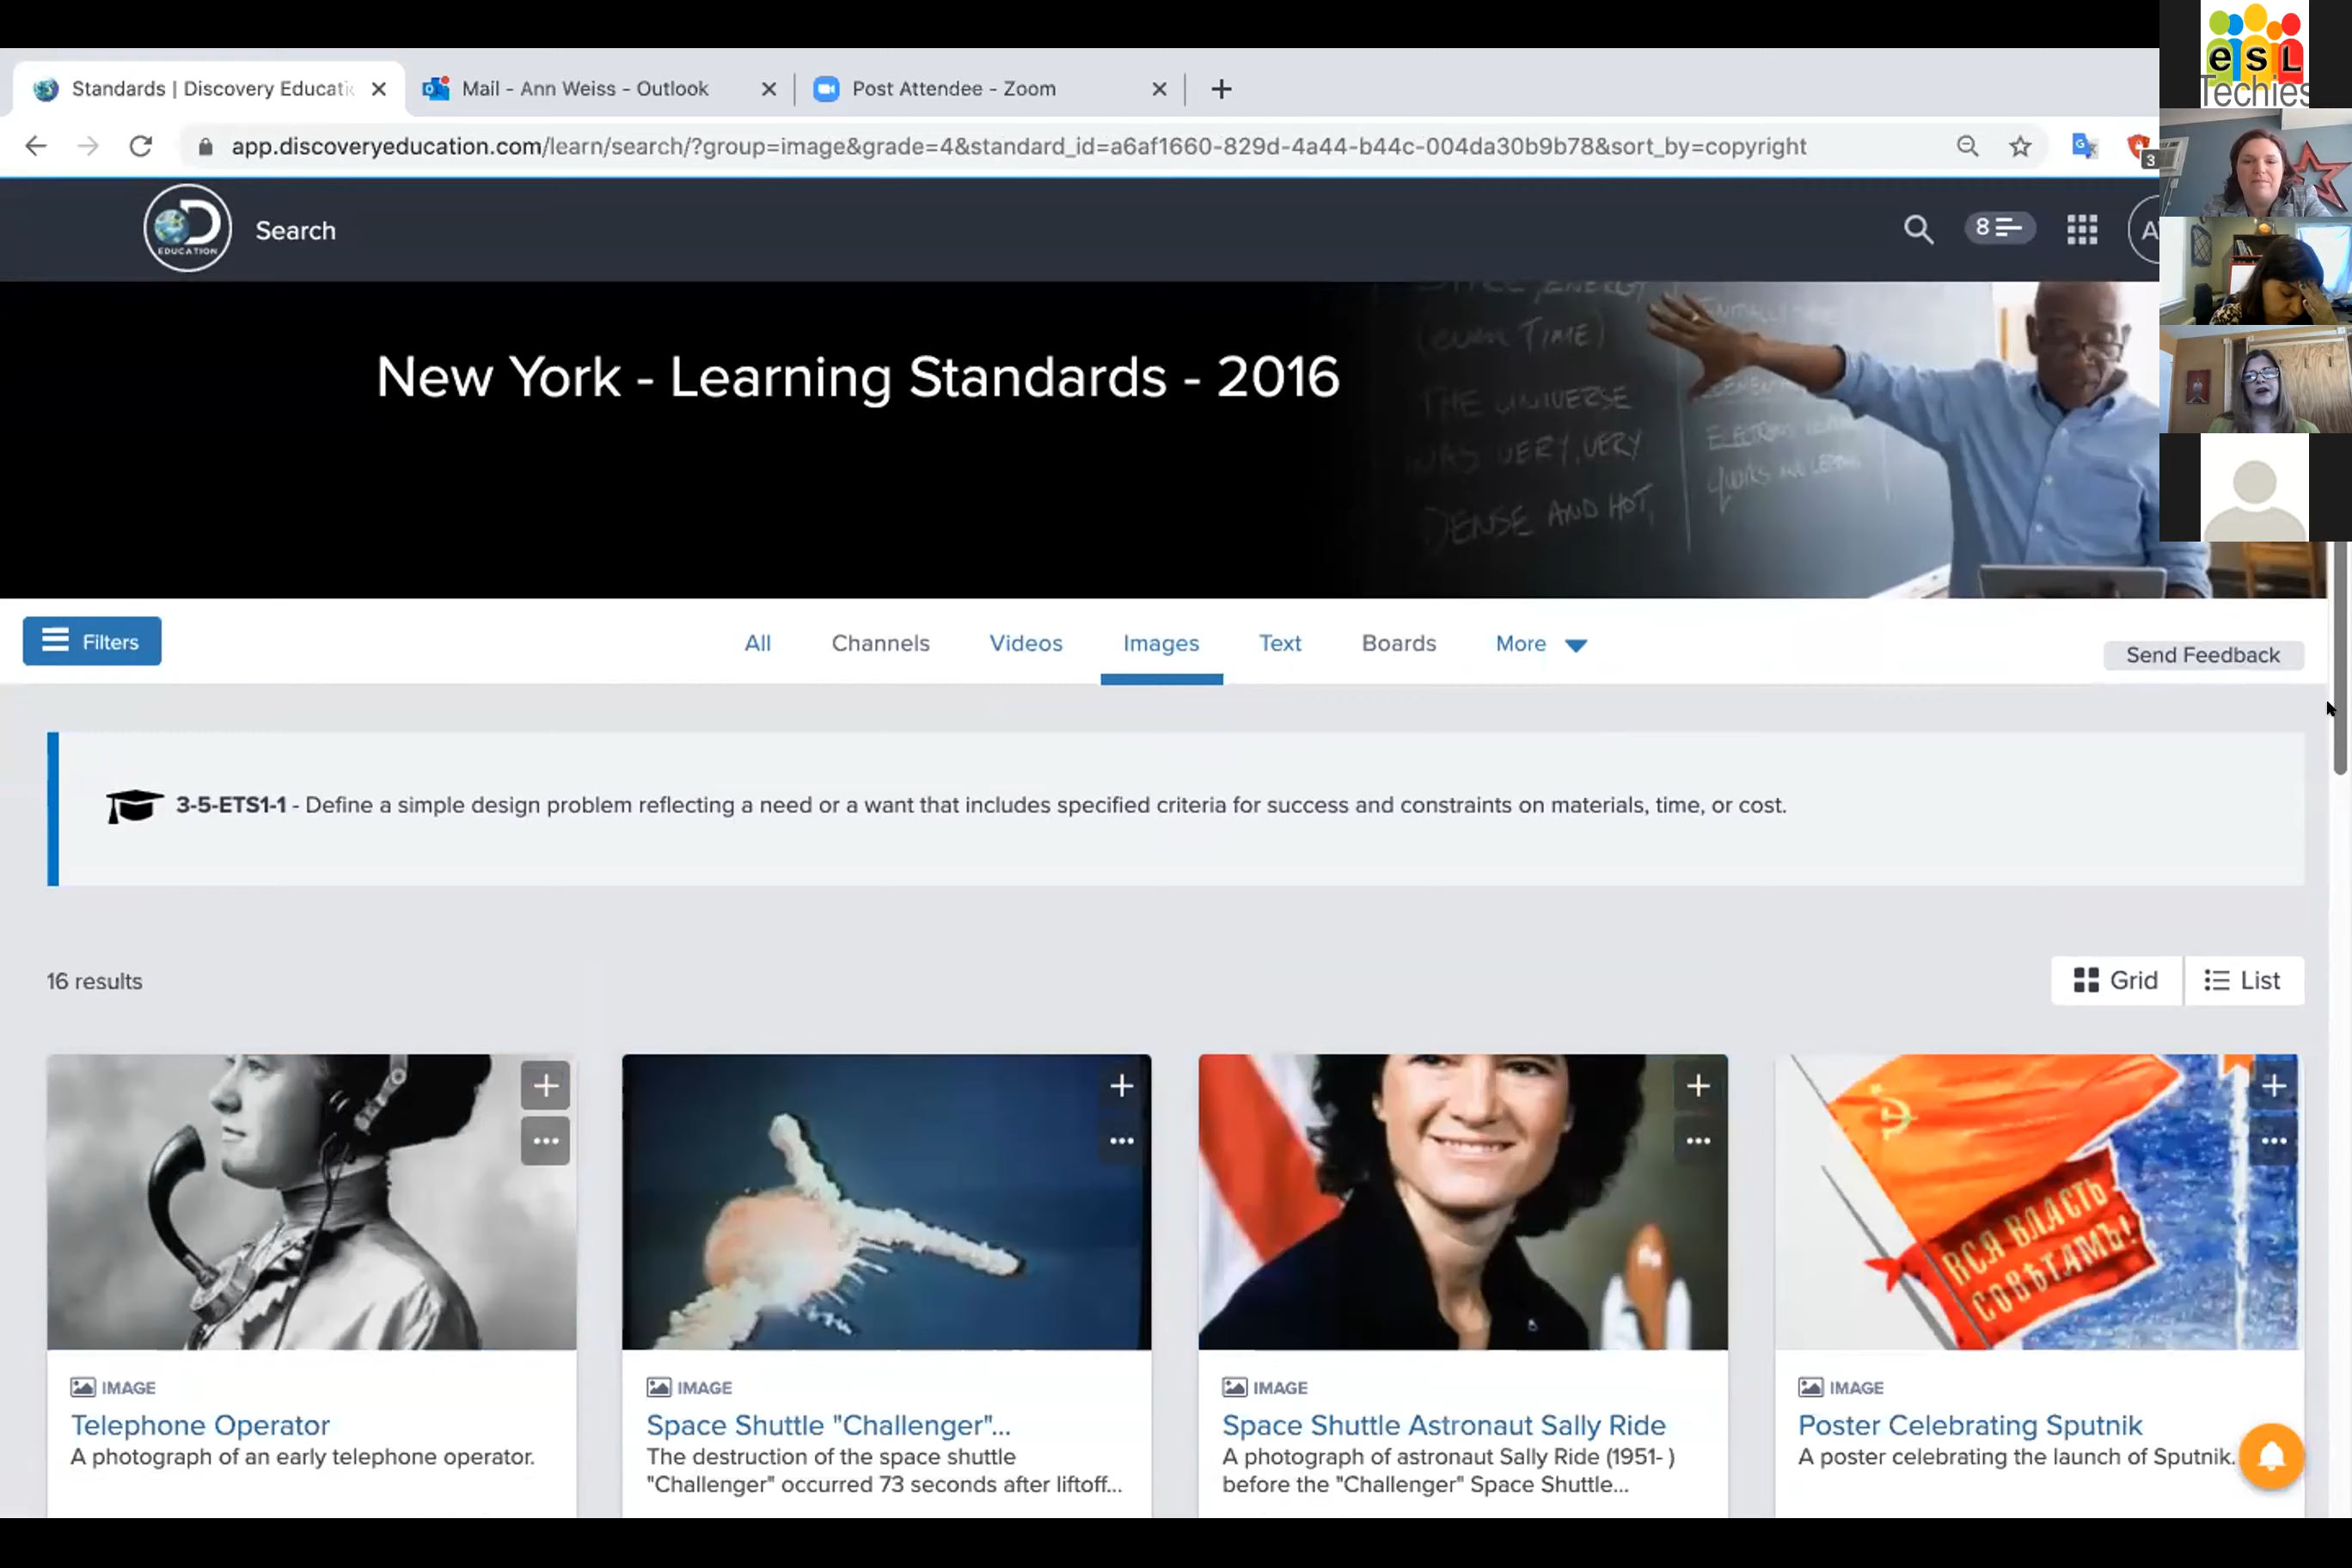 Standards | Discovery Educati
Mail - Ann Weiss - Outlook
Post Attendee - Zoom
app.discoveryeducation.com/learn/search/?group=image&grade=4&standard_id=a6af1660-829d-4a44-b44c-004da30b9b78&sort_by=copyright
3
esL
Techies
D
EDUCATION
Search
8
A
New York - Learning Standards - 2016
SPACE, ENERGY
TIME)
THE UNIVERSE
WAS VERY, VERY
DENSE AND HOT,
Filters
All
Channels
Videos
Images
Text
Boards
More
Send Feedback
3-5-ETS1-1 - Define a simple design problem reflecting a need or a want that includes specified criteria for success and constraints on materials, time, or cost.
16 results
Grid
List
ВСЯ ВЛАСТЬ
СОВѢТАМЪ!
IMAGE
Telephone Operator
A photograph of an early telephone operator.
IMAGE
Space Shuttle "Challenger"...
The destruction of the space shuttle
"Challenger" occurred 73 seconds after liftoff...
IMAGE
Space Shuttle Astronaut Sally Ride
A photograph of astronaut Sally Ride (1951- )
before the "Challenger" Space Shuttle...
IMAGE
Poster Celebrating Sputnik
A poster celebrating the launch of Sputnik.